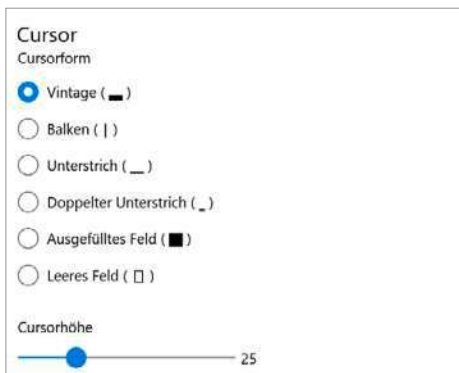 Cursor
Cursorform
Vintage ( ▂ )
Balken ( | )
Unterstrich ( __ )
Doppelter Unterstrich ( ₌ )
Ausgefülltes Feld ( ■ )
Leeres Feld ( ▯ )
Cursorhöhe
25